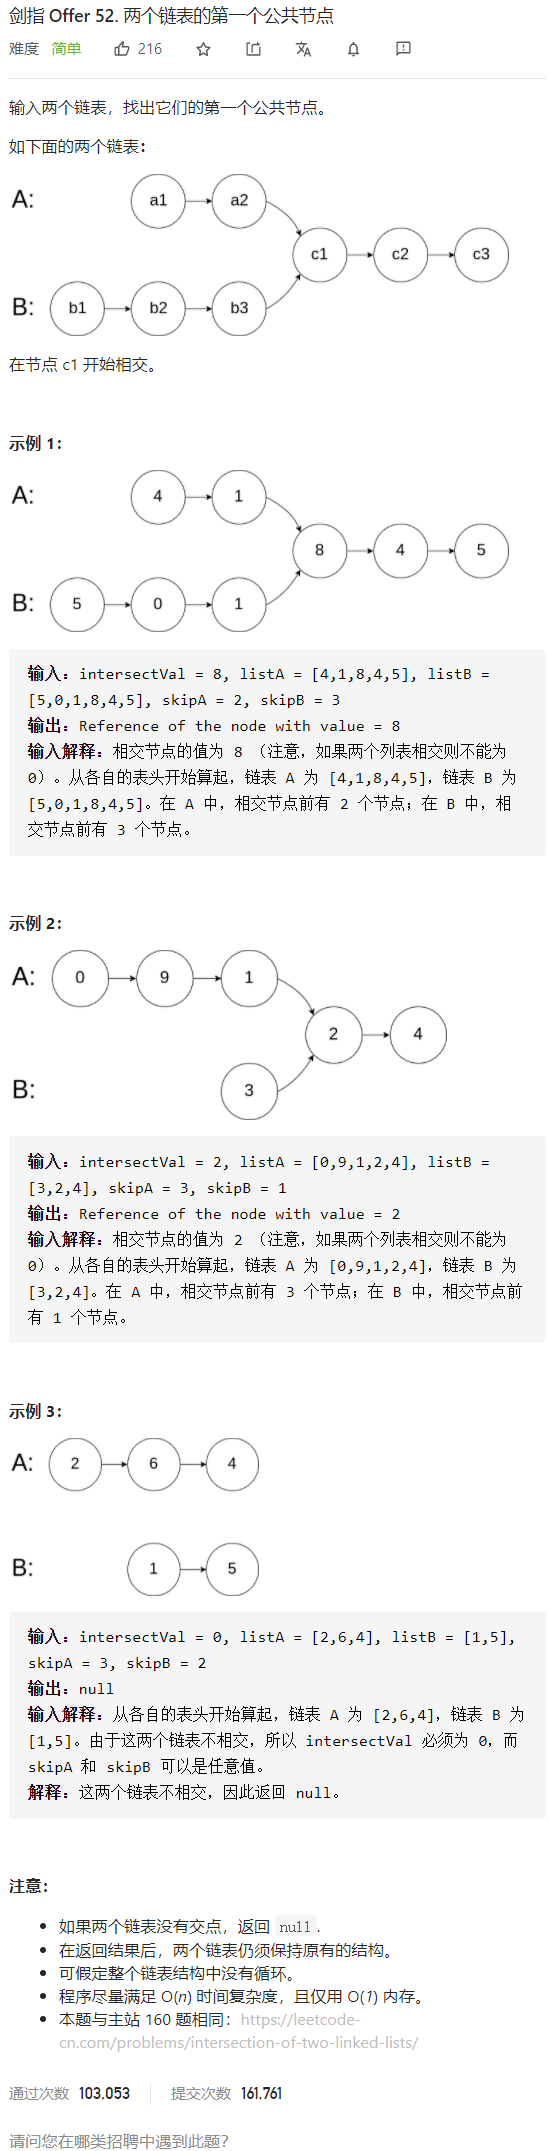 剑指 Offer 52. 两个链表的第一个公共节点
难度 简单 216
输入两个链表，找出它们的第一个公共节点。
如下面的两个链表：
A: a1 a2
c1 c2 c3
B: b1 b2 b3
在节点 c1 开始相交。
示例 1：
A: 4 1
8 4 5
B: 5 0 1
输入：intersectVal = 8, listA = [4,1,8,4,5], listB =
[5,0,1,8,4,5], skipA = 2, skipB = 3
输出：Reference of the node with value = 8
输入解释：相交节点的值为 8 （注意，如果两个列表相交则不能为
0）。从各自的表头开始算起，链表 A 为 [4,1,8,4,5]，链表 B 为
[5,0,1,8,4,5]。在 A 中，相交节点前有 2 个节点；在 B 中，相
交节点前有 3 个节点。
示例 2：
A: 0 9 1
2 4
B: 3
输入：intersectVal = 2, listA = [0,9,1,2,4], listB =
[3,2,4], skipA = 3, skipB = 1
输出：Reference of the node with value = 2
输入解释：相交节点的值为 2 （注意，如果两个列表相交则不能为
0）。从各自的表头开始算起，链表 A 为 [0,9,1,2,4]，链表 B 为
[3,2,4]。在 A 中，相交节点前有 3 个节点；在 B 中，相交节点前
有 1 个节点。
示例 3：
A: 2 6 4
B: 1 5
输入：intersectVal = 0, listA = [2,6,4], listB = [1,5],
skipA = 3, skipB = 2
输出：null
输入解释：从各自的表头开始算起，链表 A 为 [2,6,4]，链表 B 为
[1,5]。由于这两个链表不相交，所以 intersectVal 必须为 0，而
skipA 和 skipB 可以是任意值。
解释：这两个链表不相交，因此返回 null。
注意：
• 如果两个链表没有交点，返回 null.
• 在返回结果后，两个链表仍须保持原有的结构。
• 可假定整个链表结构中没有循环。
• 程序尽量满足 O(n) 时间复杂度，且仅用 O(1) 内存。
• 本题与主站 160 题相同：https://leetcode-
cn.com/problems/intersection-of-two-linked-lists/
通过次数 103,053 提交次数 161,761
请问您在哪类招聘中遇到此题？